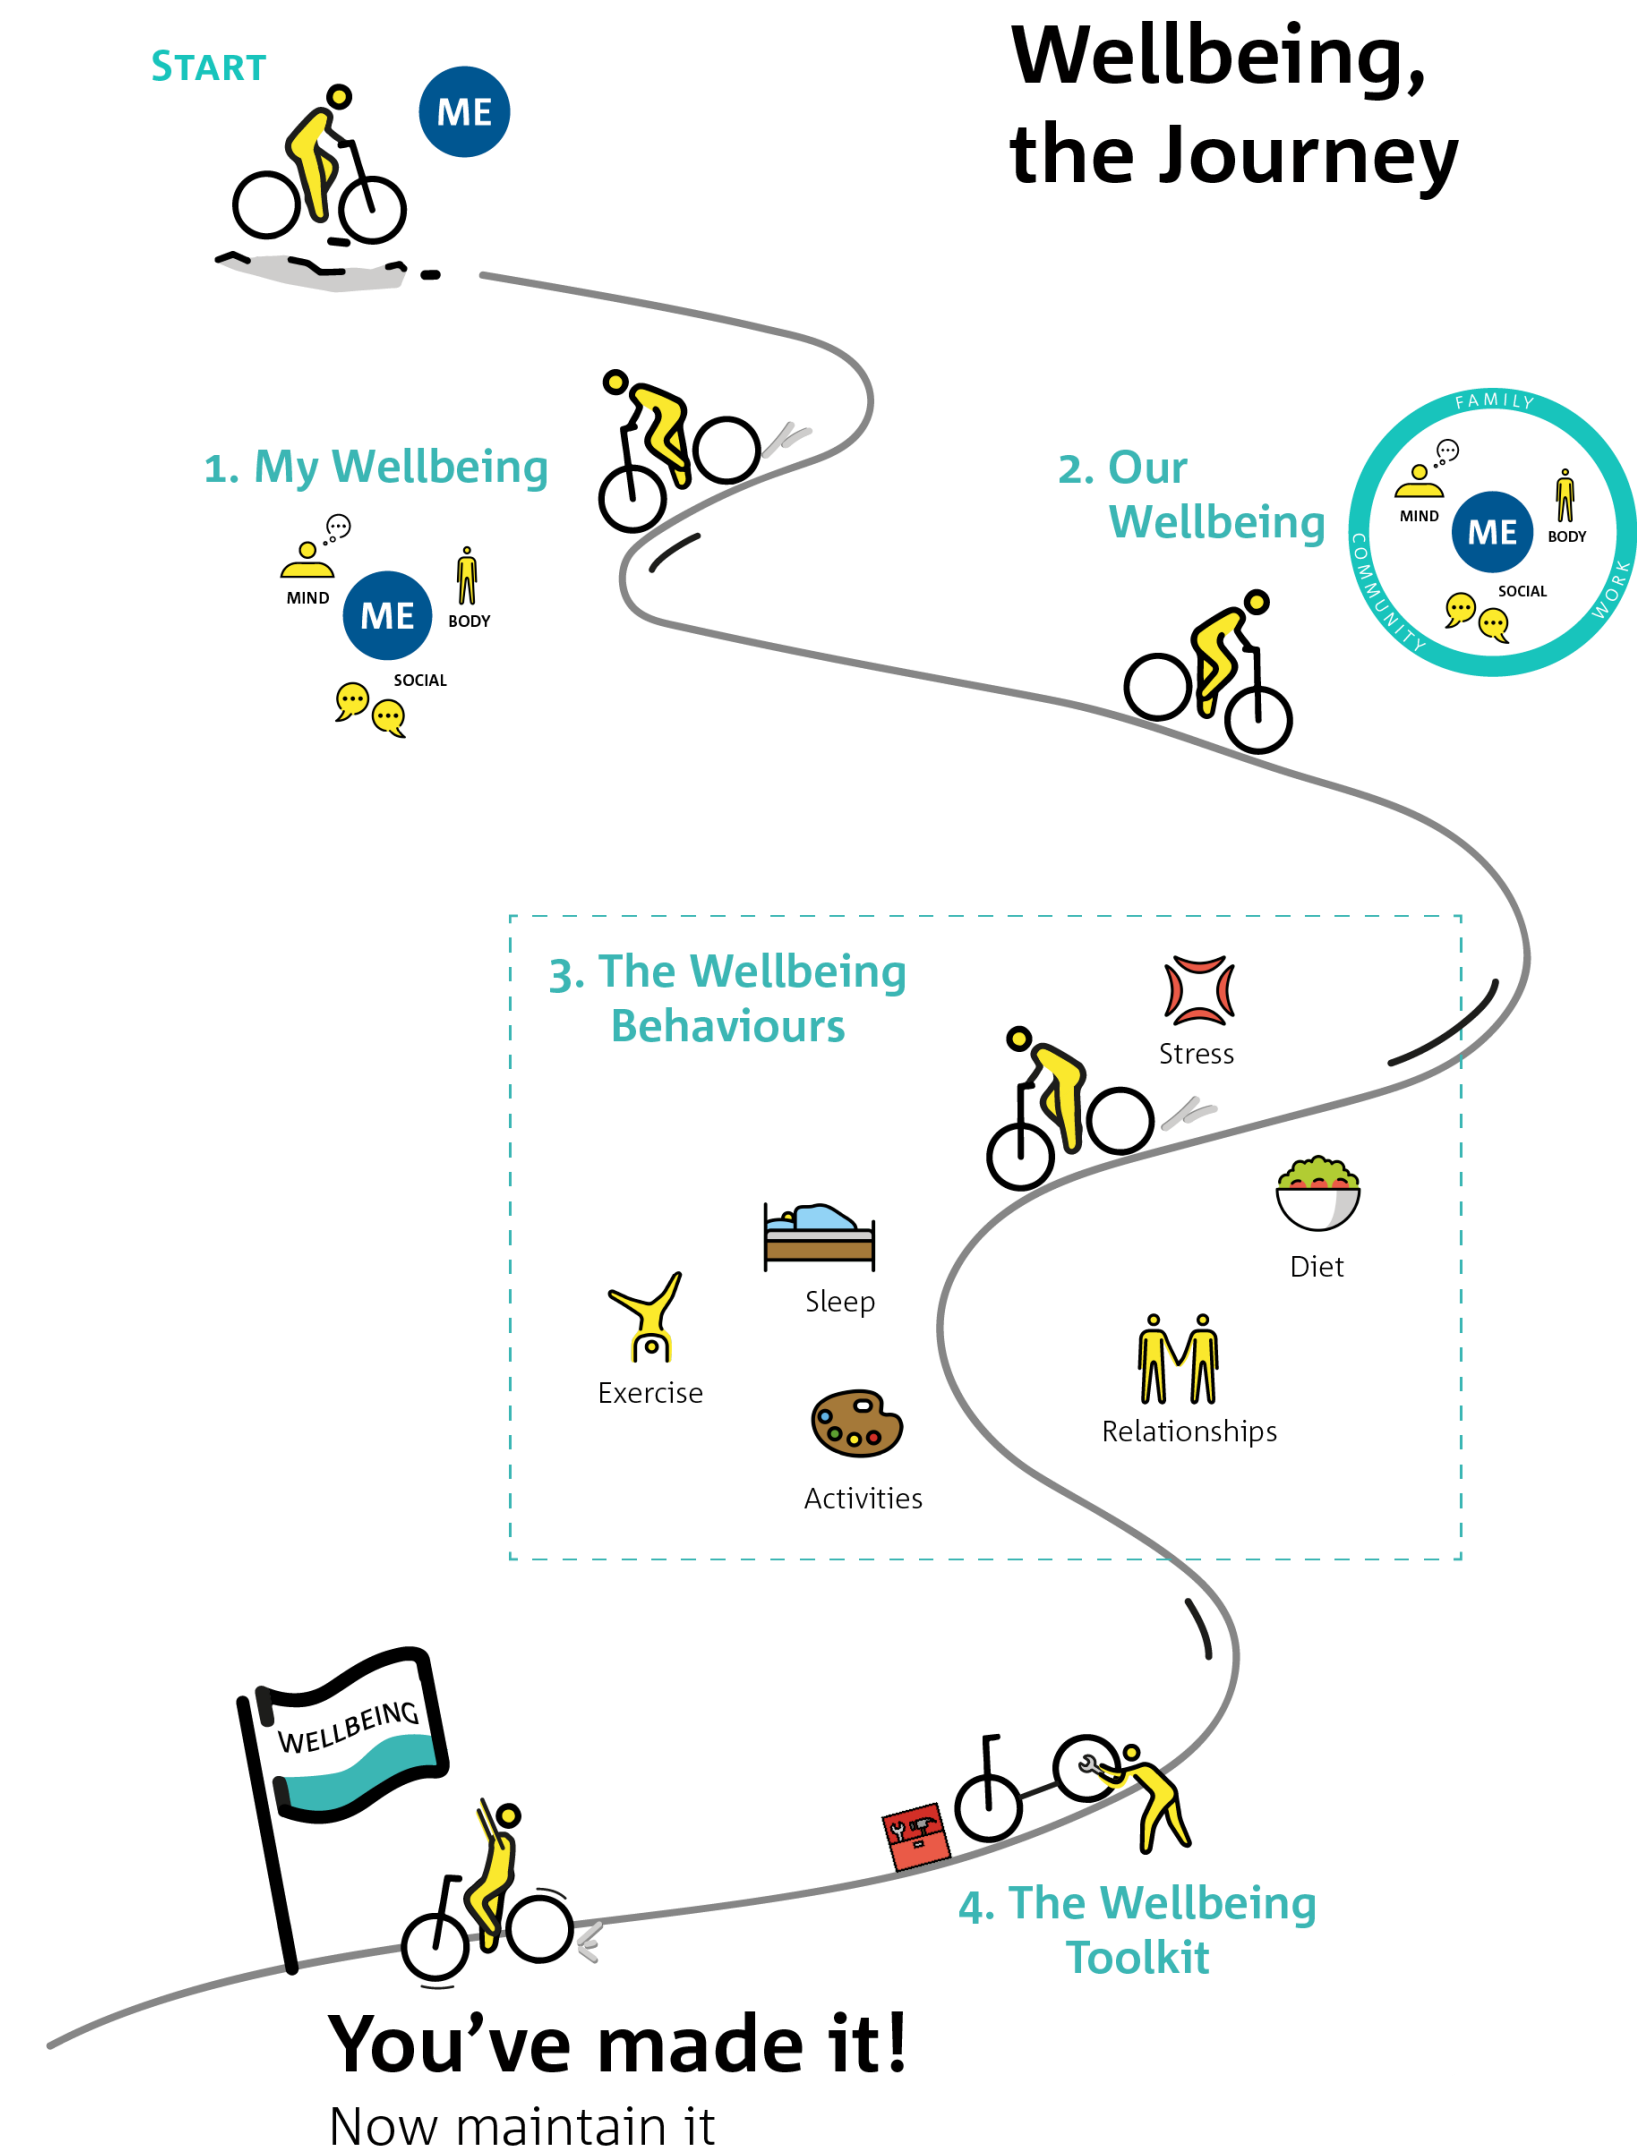 START
ME
Wellbeing,
the Journey
1. My Wellbeing
MIND
ME
BODY
SOCIAL
2. Our
Wellbeing
FAMILY
MIND
ME
BODY
SOCIAL
COMMUNITY
WORK
3. The Wellbeing
Behaviours
Stress
Diet
Sleep
Exercise
Relationships
Activities
WELLBEING
4. The Wellbeing
Toolkit
You’ve made it!
Now maintain it